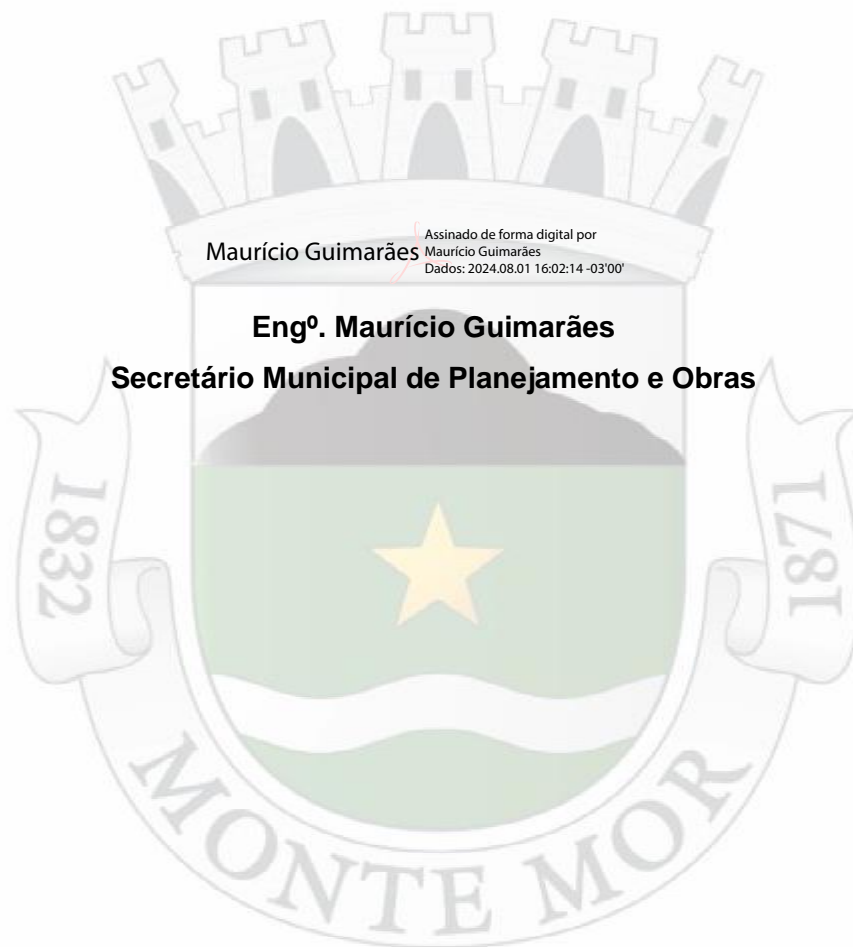 Maurício Guimarães
Assinado de forma digital por
Maurício Guimarães
Dados: 2024.08.01 16:02:14 -03'00'
Engº. Maurício Guimarães
Secretário Municipal de Planejamento e Obras
1832
1871
MONTE MOR